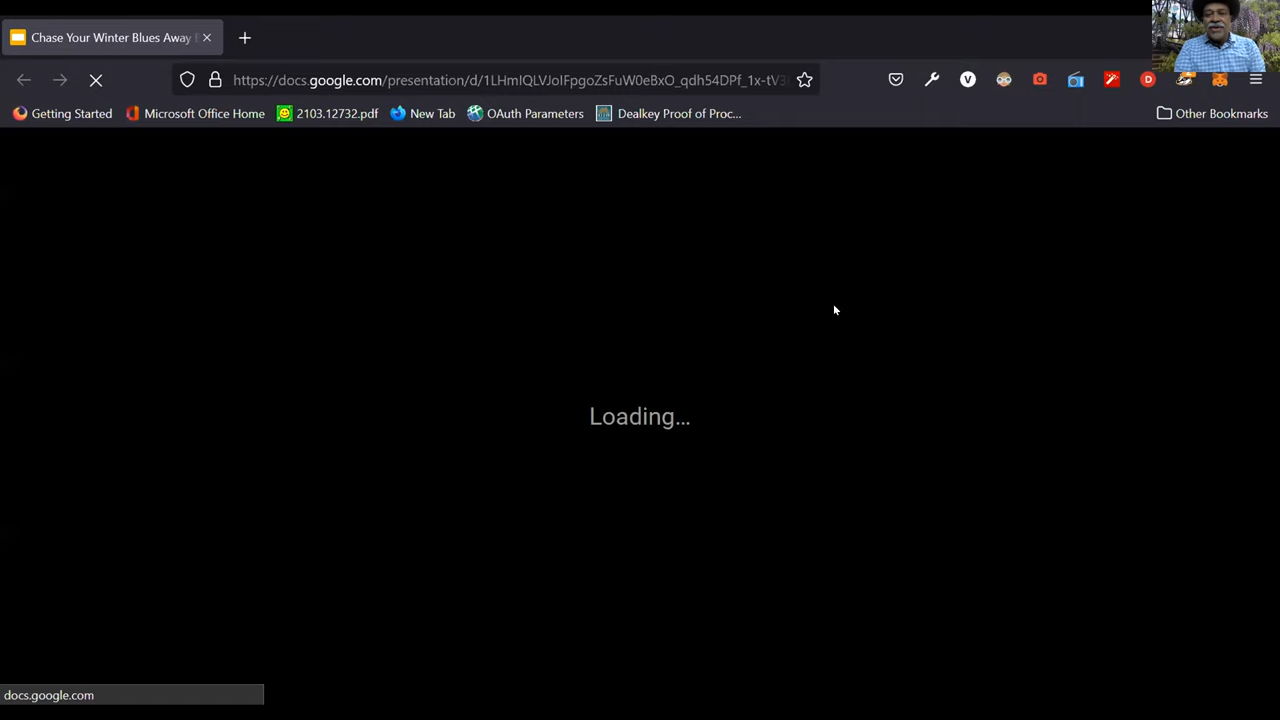 Chase Your Winter Blues Away
https://docs.google.com/presentation/d/1LHmIQLVJoIFpgoZsFuW0eBxO_qdh54DPf_1x-tV3
Getting Started Microsoft Office Home 2103.12732.pdf New Tab OAuth Parameters Dealkey Proof of Proc... Other Bookmarks
Loading...
docs.google.com